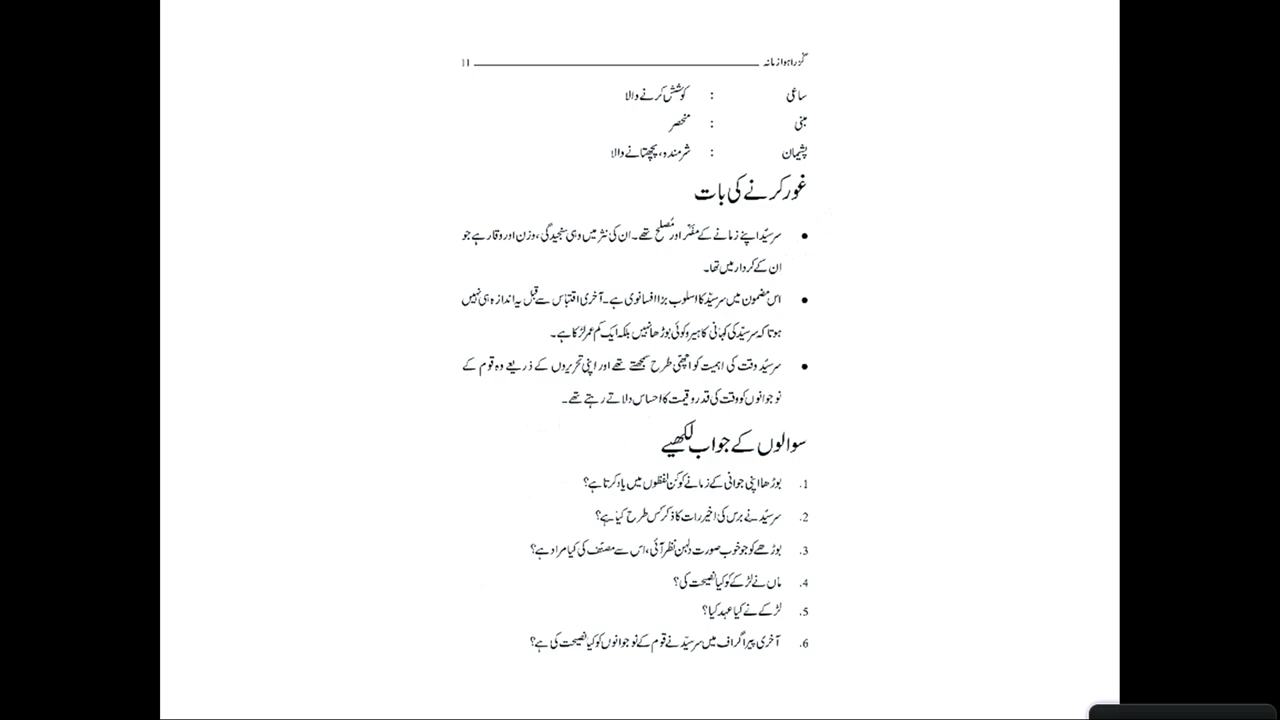 گزرا ہوا زمانہ 11
ساعی : کوشش کرنے والا
مبنی : منحصر
پشیمان : شرمندہ، پچھتانے والا
غور کرنے کی بات
• سرسیّد اپنے زمانے کے مفکّر اور مُصلح تھے۔ ان کی نثر میں وہی سنجیدگی، وزن اور وقار ہے جو
ان کے کردار میں تھا۔
• اس مضمون میں سرسیّد کا اسلوب بڑا افسانوی ہے۔ آخری اقتباس سے قبل یہ اندازہ ہی نہیں
ہوتا کہ سرسیّد کی کہانی کا ہیرو کوئی بوڑھا نہیں بلکہ ایک کم عمر لڑکا ہے۔
• سرسیّد وقت کی اہمیت کو اچھّی طرح سمجھتے تھے اور اپنی تحریروں کے ذریعے وہ قوم کے
نوجوانوں کو وقت کی قدر و قیمت کا احساس دلاتے رہتے تھے۔
سوالوں کے جواب لکھیے
1. بوڑھا اپنی جوانی کے زمانے کو کن لفظوں میں یاد کرتا ہے؟
2. سرسیّد نے برس کی اخیر رات کا ذکر کس طرح کیا ہے؟
3. بوڑھے کو جو خوب صورت دلہن نظر آئی، اس سے مصنّف کی کیا مراد ہے؟
4. ماں نے لڑکے کو کیا نصیحت کی؟
5. لڑکے نے کیا عہد کیا؟
6. آخری پیراگراف میں سرسیّد نے قوم کے نوجوانوں کو کیا نصیحت کی ہے؟